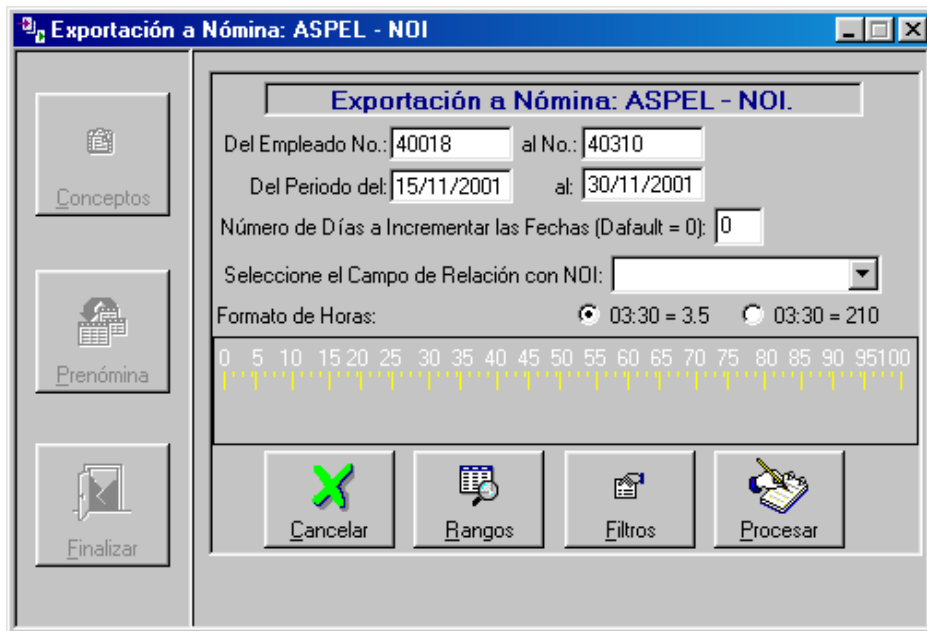 Exportación a Nómina: ASPEL - NOI
Conceptos
Prenómina
Finalizar
Exportación a Nómina: ASPEL - NOI.
Del Empleado No.: 40018 al No.: 40310
Del Periodo del: 15/11/2001 al: 30/11/2001
Número de Días a Incrementar las Fechas (Dafault = 0): 0
Seleccione el Campo de Relación con NOI:
Formato de Horas: 03:30 = 3.5 03:30 = 210
0 5 10 15 20 25 30 35 40 45 50 55 60 65 70 75 80 85 90 95 100
Cancelar Rangos Filtros Procesar